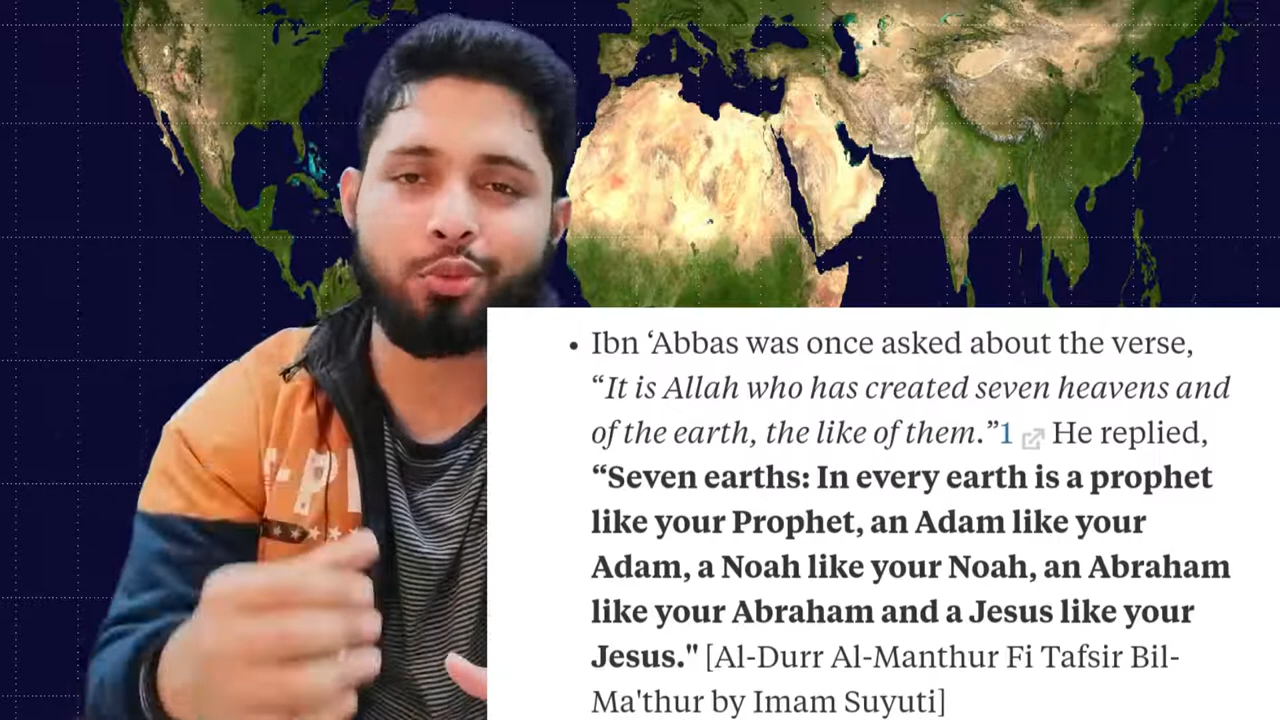 • Ibn ‘Abbas was once asked about the verse,
“It is Allah who has created seven heavens and
of the earth, the like of them.”1 He replied,
“Seven earths: In every earth is a prophet
like your Prophet, an Adam like your
Adam, a Noah like your Noah, an Abraham
like your Abraham and a Jesus like your
Jesus." [Al-Durr Al-Manthur Fi Tafsir Bil-
Ma'thur by Imam Suyuti]